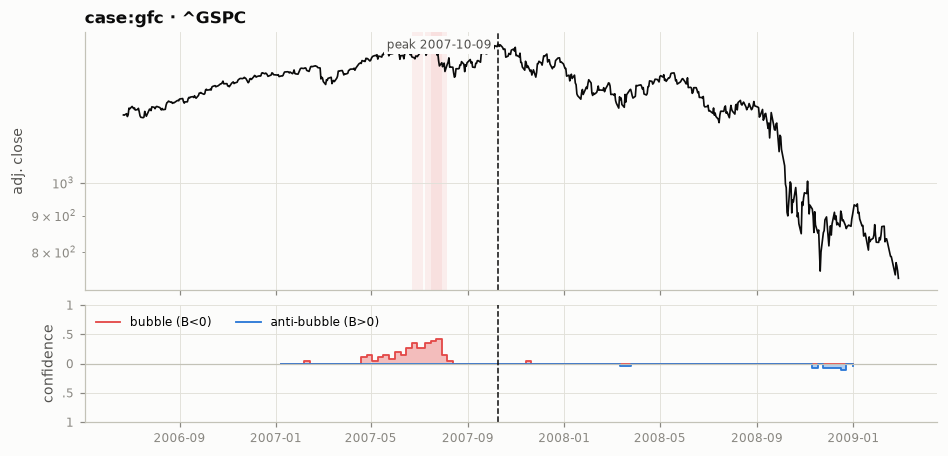 case:gfc · ^GSPC
peak 2007-10-09
adj. close
10³
9 × 10²
8 × 10²
confidence
1
.5
0
.5
1
bubble (B<0)
anti-bubble (B>0)
2006-09 2007-01 2007-05 2007-09 2008-01 2008-05 2008-09 2009-01